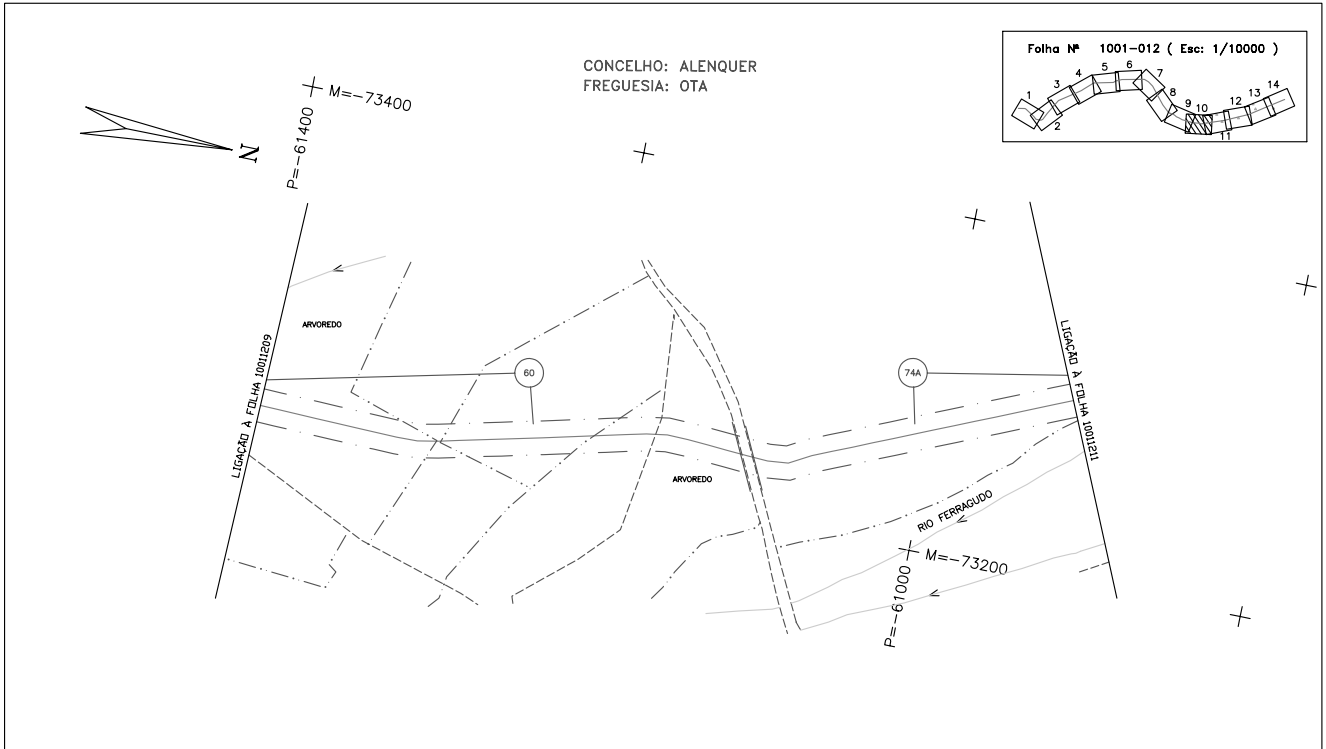 CONCELHO: ALENQUER
FREGUESIA: OTA
Folha Nª 1001-012 ( Esc: 1/10000 )
1
2
3
4
5
6
7
8
9
10
11
12
13
14
N
P=-61400
M=-73400
ARVOREDO
LIGAÇÃO À FOLHA 10011209
60
74A
LIGAÇÃO À FOLHA 10011211
ARVOREDO
RIO FERRAGUDO
M=-73200
P=-61000